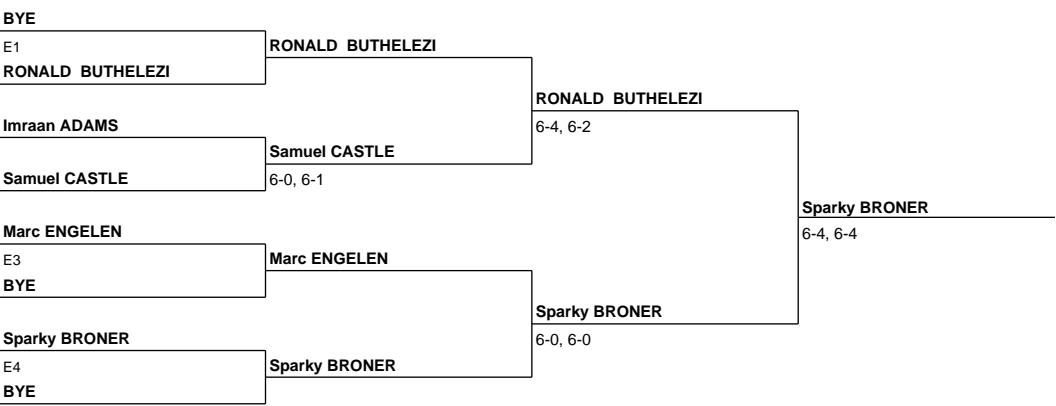 BYE
E1
RONALD  BUTHELEZI
RONALD  BUTHELEZI
RONALD  BUTHELEZI
Imraan ADAMS
6-4, 6-2
Samuel CASTLE
Samuel CASTLE
6-0, 6-1
Sparky BRONER
Marc ENGELEN
6-4, 6-4
E3
Marc ENGELEN
BYE
Sparky BRONER
Sparky BRONER
6-0, 6-0
E4
Sparky BRONER
BYE